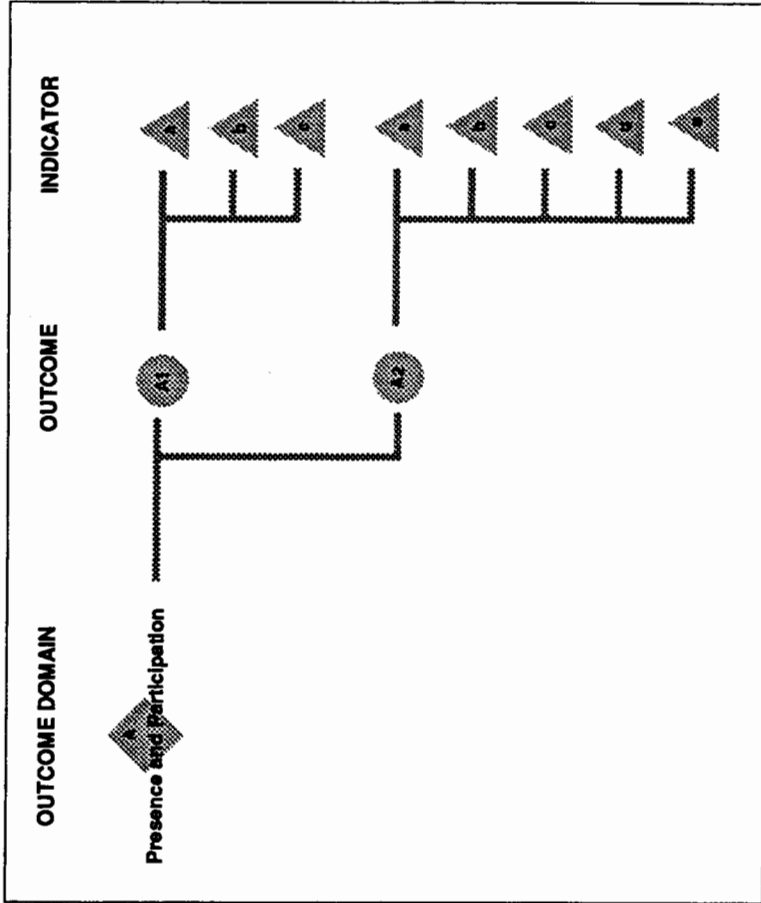 OUTCOME DOMAIN
OUTCOME
INDICATOR
A
Presence and Participation
A1
a
b
c
A2
a
b
c
d
e